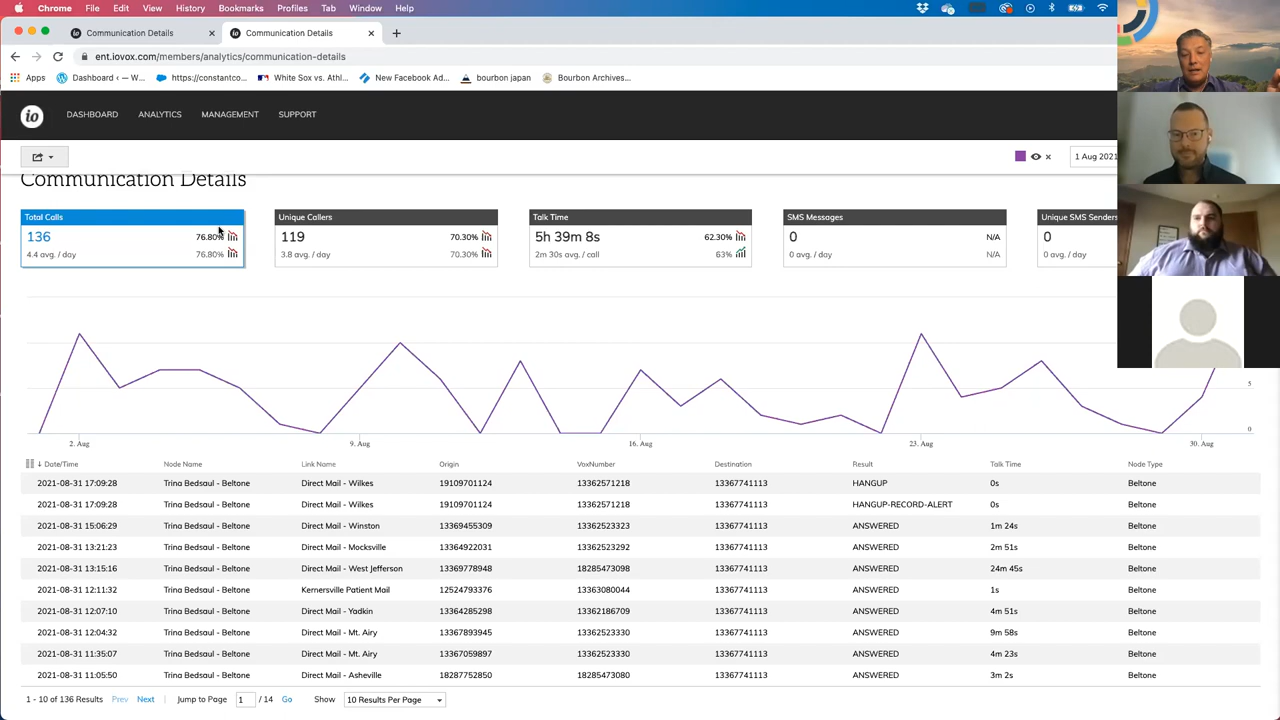 Chrome File Edit View History Bookmarks Profiles Tab Window Help
Communication Details × Communication Details × +
ent.iovox.com/members/analytics/communication-details
Apps Dashboard ‹ — W... https://constantco... White Sox vs. Athl... New Facebook Ad... bourbon japan Bourbon Archives...
io DASHBOARD ANALYTICS MANAGEMENT SUPPORT
× 1 Aug 2021
Communication Details
Total Calls Unique Callers Talk Time SMS Messages Unique SMS Senders
136 76.80% 119 70.30% 5h 39m 8s 62.30% 0 N/A 0
4.4 avg. / day 76.80% 3.8 avg. / day 70.30% 2m 30s avg. / call 63% 0 avg. / day N/A 0 avg. / day
5
0
2. Aug 9. Aug 16. Aug 23. Aug 30. Aug
↓ Date/Time Node Name Link Name Origin VoxNumber Destination Result Talk Time Node Type
2021-08-31 17:09:28 Trina Bedsaul - Beltone Direct Mail - Wilkes 19109701124 13362571218 13367741113 HANGUP 0s Beltone
2021-08-31 17:09:28 Trina Bedsaul - Beltone Direct Mail - Wilkes 19109701124 13362571218 13367741113 HANGUP-RECORD-ALERT 0s Beltone
2021-08-31 15:06:29 Trina Bedsaul - Beltone Direct Mail - Winston 13369455309 13362523323 13367741113 ANSWERED 1m 24s Beltone
2021-08-31 13:21:23 Trina Bedsaul - Beltone Direct Mail - Mocksville 13364922031 13362523292 13367741113 ANSWERED 2m 51s Beltone
2021-08-31 13:15:16 Trina Bedsaul - Beltone Direct Mail - West Jefferson 13369778948 18285473098 13367741113 ANSWERED 24m 45s Beltone
2021-08-31 12:11:32 Trina Bedsaul - Beltone Kernersville Patient Mail 12524793376 13363080044 13367741113 ANSWERED 1s Beltone
2021-08-31 12:07:10 Trina Bedsaul - Beltone Direct Mail - Yadkin 13364285298 13362186709 13367741113 ANSWERED 4m 51s Beltone
2021-08-31 12:04:32 Trina Bedsaul - Beltone Direct Mail - Mt. Airy 13367893945 13362523330 13367741113 ANSWERED 9m 58s Beltone
2021-08-31 11:35:07 Trina Bedsaul - Beltone Direct Mail - Mt. Airy 13367059897 13362523330 13367741113 ANSWERED 4m 23s Beltone
2021-08-31 11:05:50 Trina Bedsaul - Beltone Direct Mail - Asheville 18287752850 18285473080 13367741113 ANSWERED 3m 2s Beltone
1 - 10 of 136 Results Prev Next Jump to Page 1 / 14 Go Show 10 Results Per Page